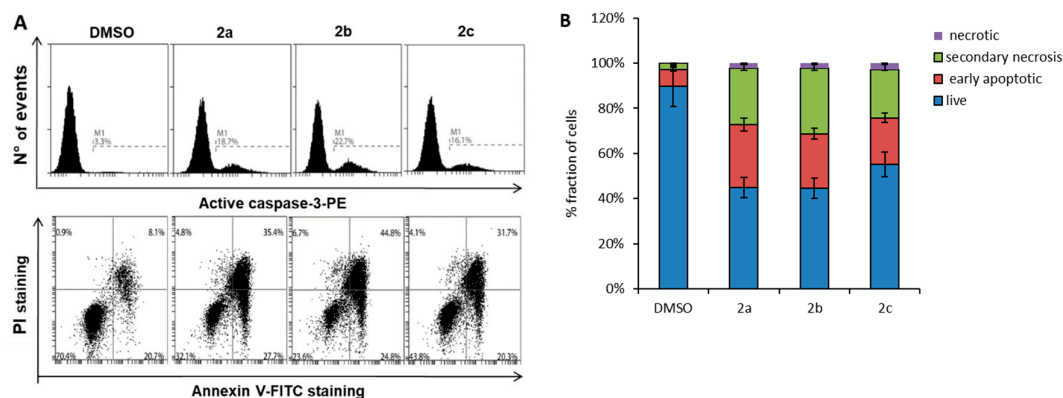 A
DMSO 2a 2b 2c
N° of events
M1
3.3%
M1
18.7%
M1
22.7%
M1
16.1%
Active caspase-3-PE
PI staining
0.9% 8.1%
70.4% 20.7%
4.8% 35.4%
32.1% 27.7%
6.7% 44.8%
23.6% 24.8%
4.1% 31.7%
43.8% 20.3%
Annexin V-FITC staining
B
% fraction of cells
120%
100%
80%
60%
40%
20%
0%
DMSO 2a 2b 2c
necrotic
secondary necrosis
early apoptotic
live